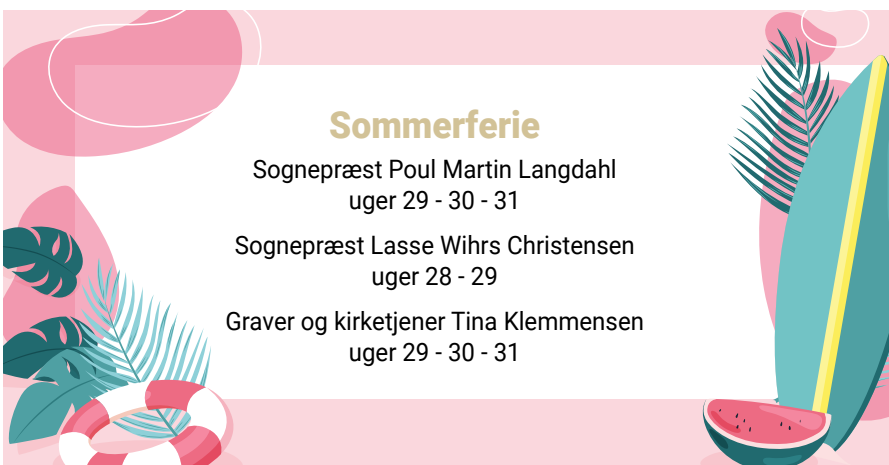 Sommerferie
Sognepræst Poul Martin Langdahl
uger 29 - 30 - 31
Sognepræst Lasse Wihrs Christensen
uger 28 - 29
Graver og kirketjener Tina Klemmensen
uger 29 - 30 - 31